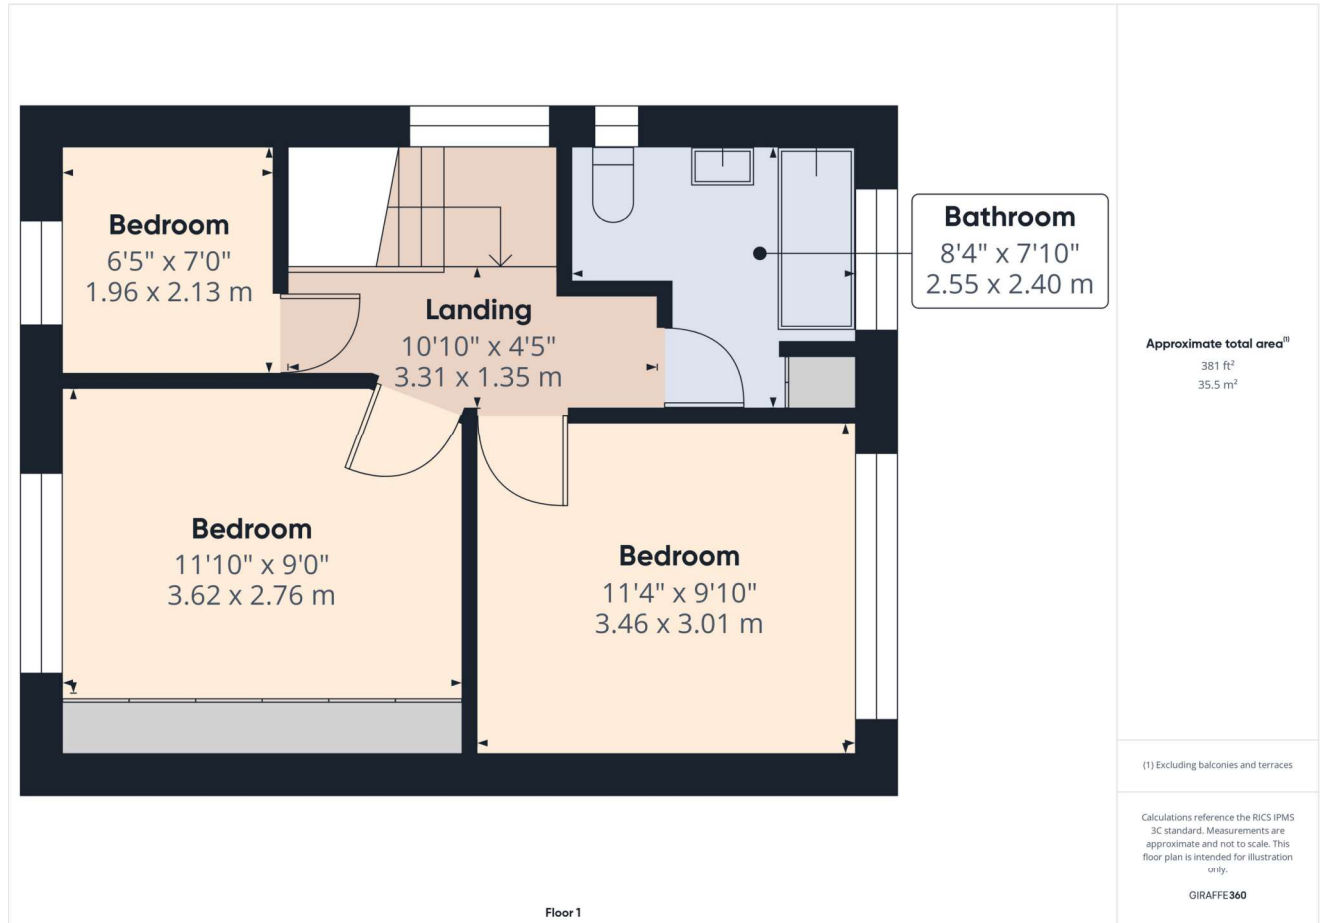 Bedroom
6'5" x 7'0"
1.96 x 2.13 m
Landing
10'10" x 4'5"
3.31 x 1.35 m
Bathroom
8'4" x 7'10"
2.55 x 2.40 m
Bedroom
11'10" x 9'0"
3.62 x 2.76 m
Bedroom
11'4" x 9'10"
3.46 x 3.01 m
Floor 1
Approximate total area(1)
381 ft²
35.5 m²
(1) Excluding balconies and terraces
Calculations reference the RICS IPMS
3C standard. Measurements are
approximate and not to scale. This
floor plan is intended for illustration
only.
GIRAFFE360